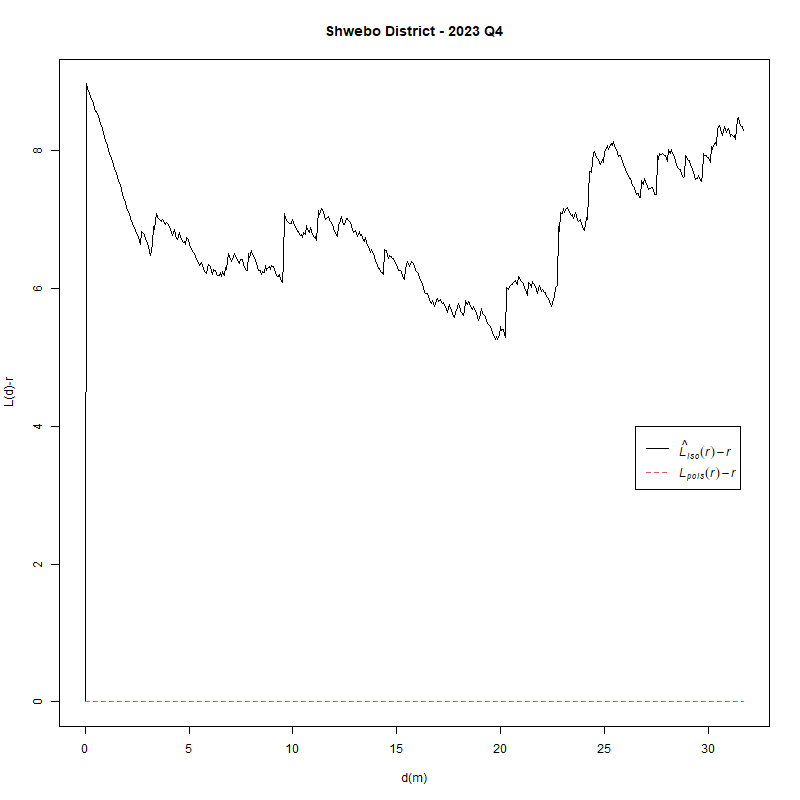 Shwebo District - 2023 Q4
L(d)-r
8
6
4
2
0
L̂iso(r) − r
Lpois(r) − r
0 5 10 15 20 25 30
d(m)